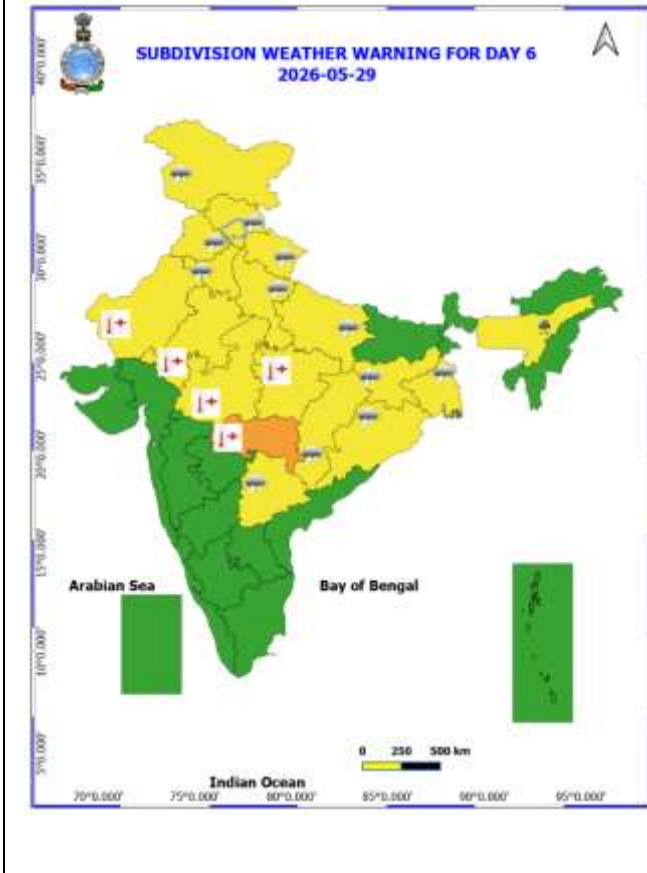 SUBDIVISION WEATHER WARNING FOR DAY 6
2026-05-29
40°0.000'
35°0.000'
30°0.000'
25°0.000'
20°0.000'
15°0.000'
10°0.000'
5°0.000'
Arabian Sea
Bay of Bengal
0 250 500 km
Indian Ocean
70°0.000' 75°0.000' 80°0.000' 85°0.000' 90°0.000' 95°0.000'